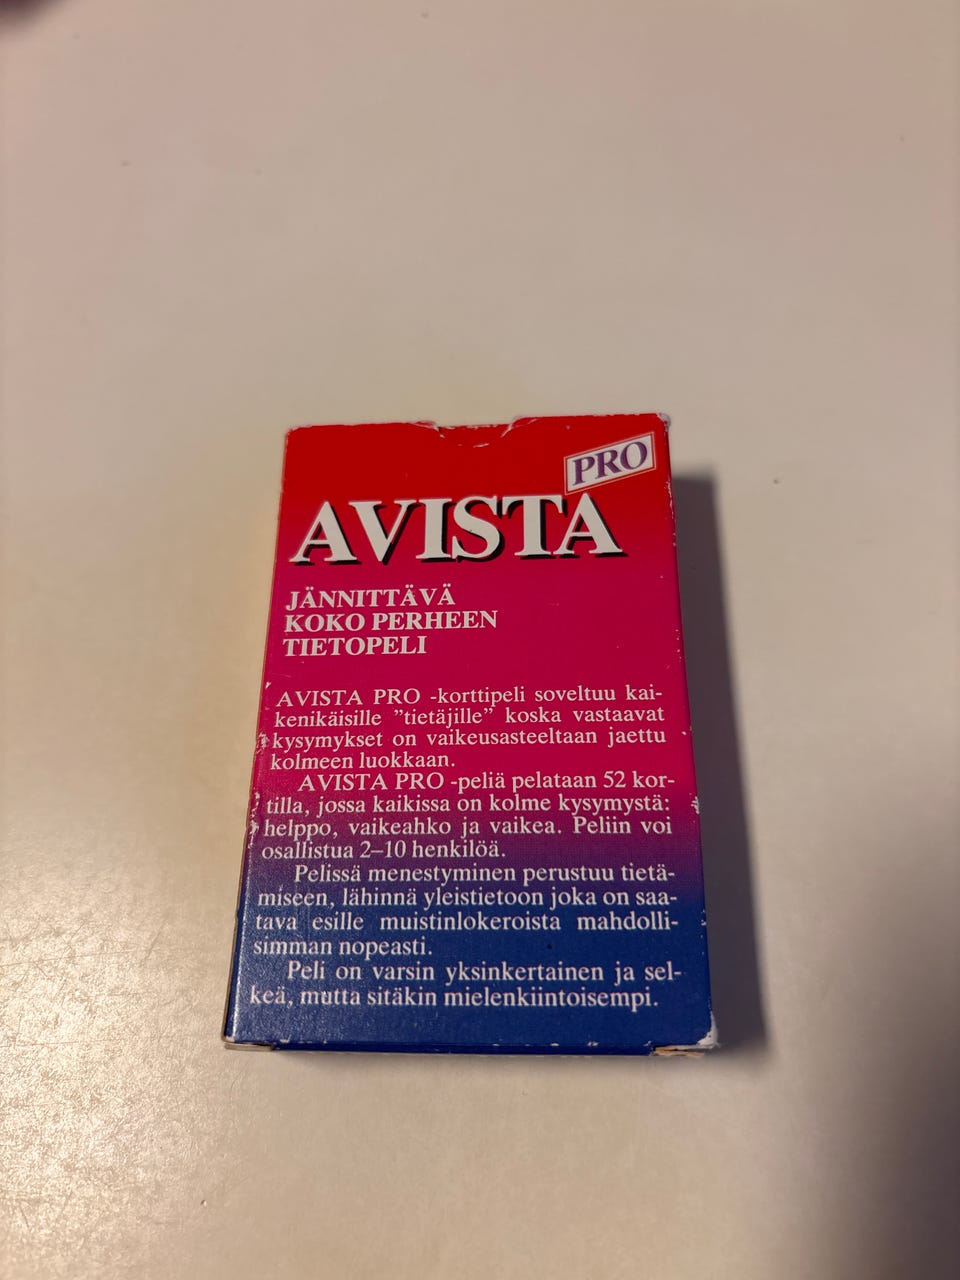 PRO
AVISTA
JÄNNITTÄVÄ
KOKO PERHEEN
TIETOPELI
AVISTA PRO -korttipeli soveltuu kai-
kenikäisille ”tietäjille” koska vastaavat
kysymykset on vaikeusasteeltaan jaettu
kolmeen luokkaan.
AVISTA PRO -peliä pelataan 52 kor-
tilla, jossa kaikissa on kolme kysymystä:
helppo, vaikeahko ja vaikea. Peliin voi
osallistua 2–10 henkilöä.
Pelissä menestyminen perustuu tietä-
miseen, lähinnä yleistietoon joka on saa-
tava esille muistinlokeroista mahdolli-
simman nopeasti.
Peli on varsin yksinkertainen ja sel-
keä, mutta sitäkin mielenkiintoisempi.